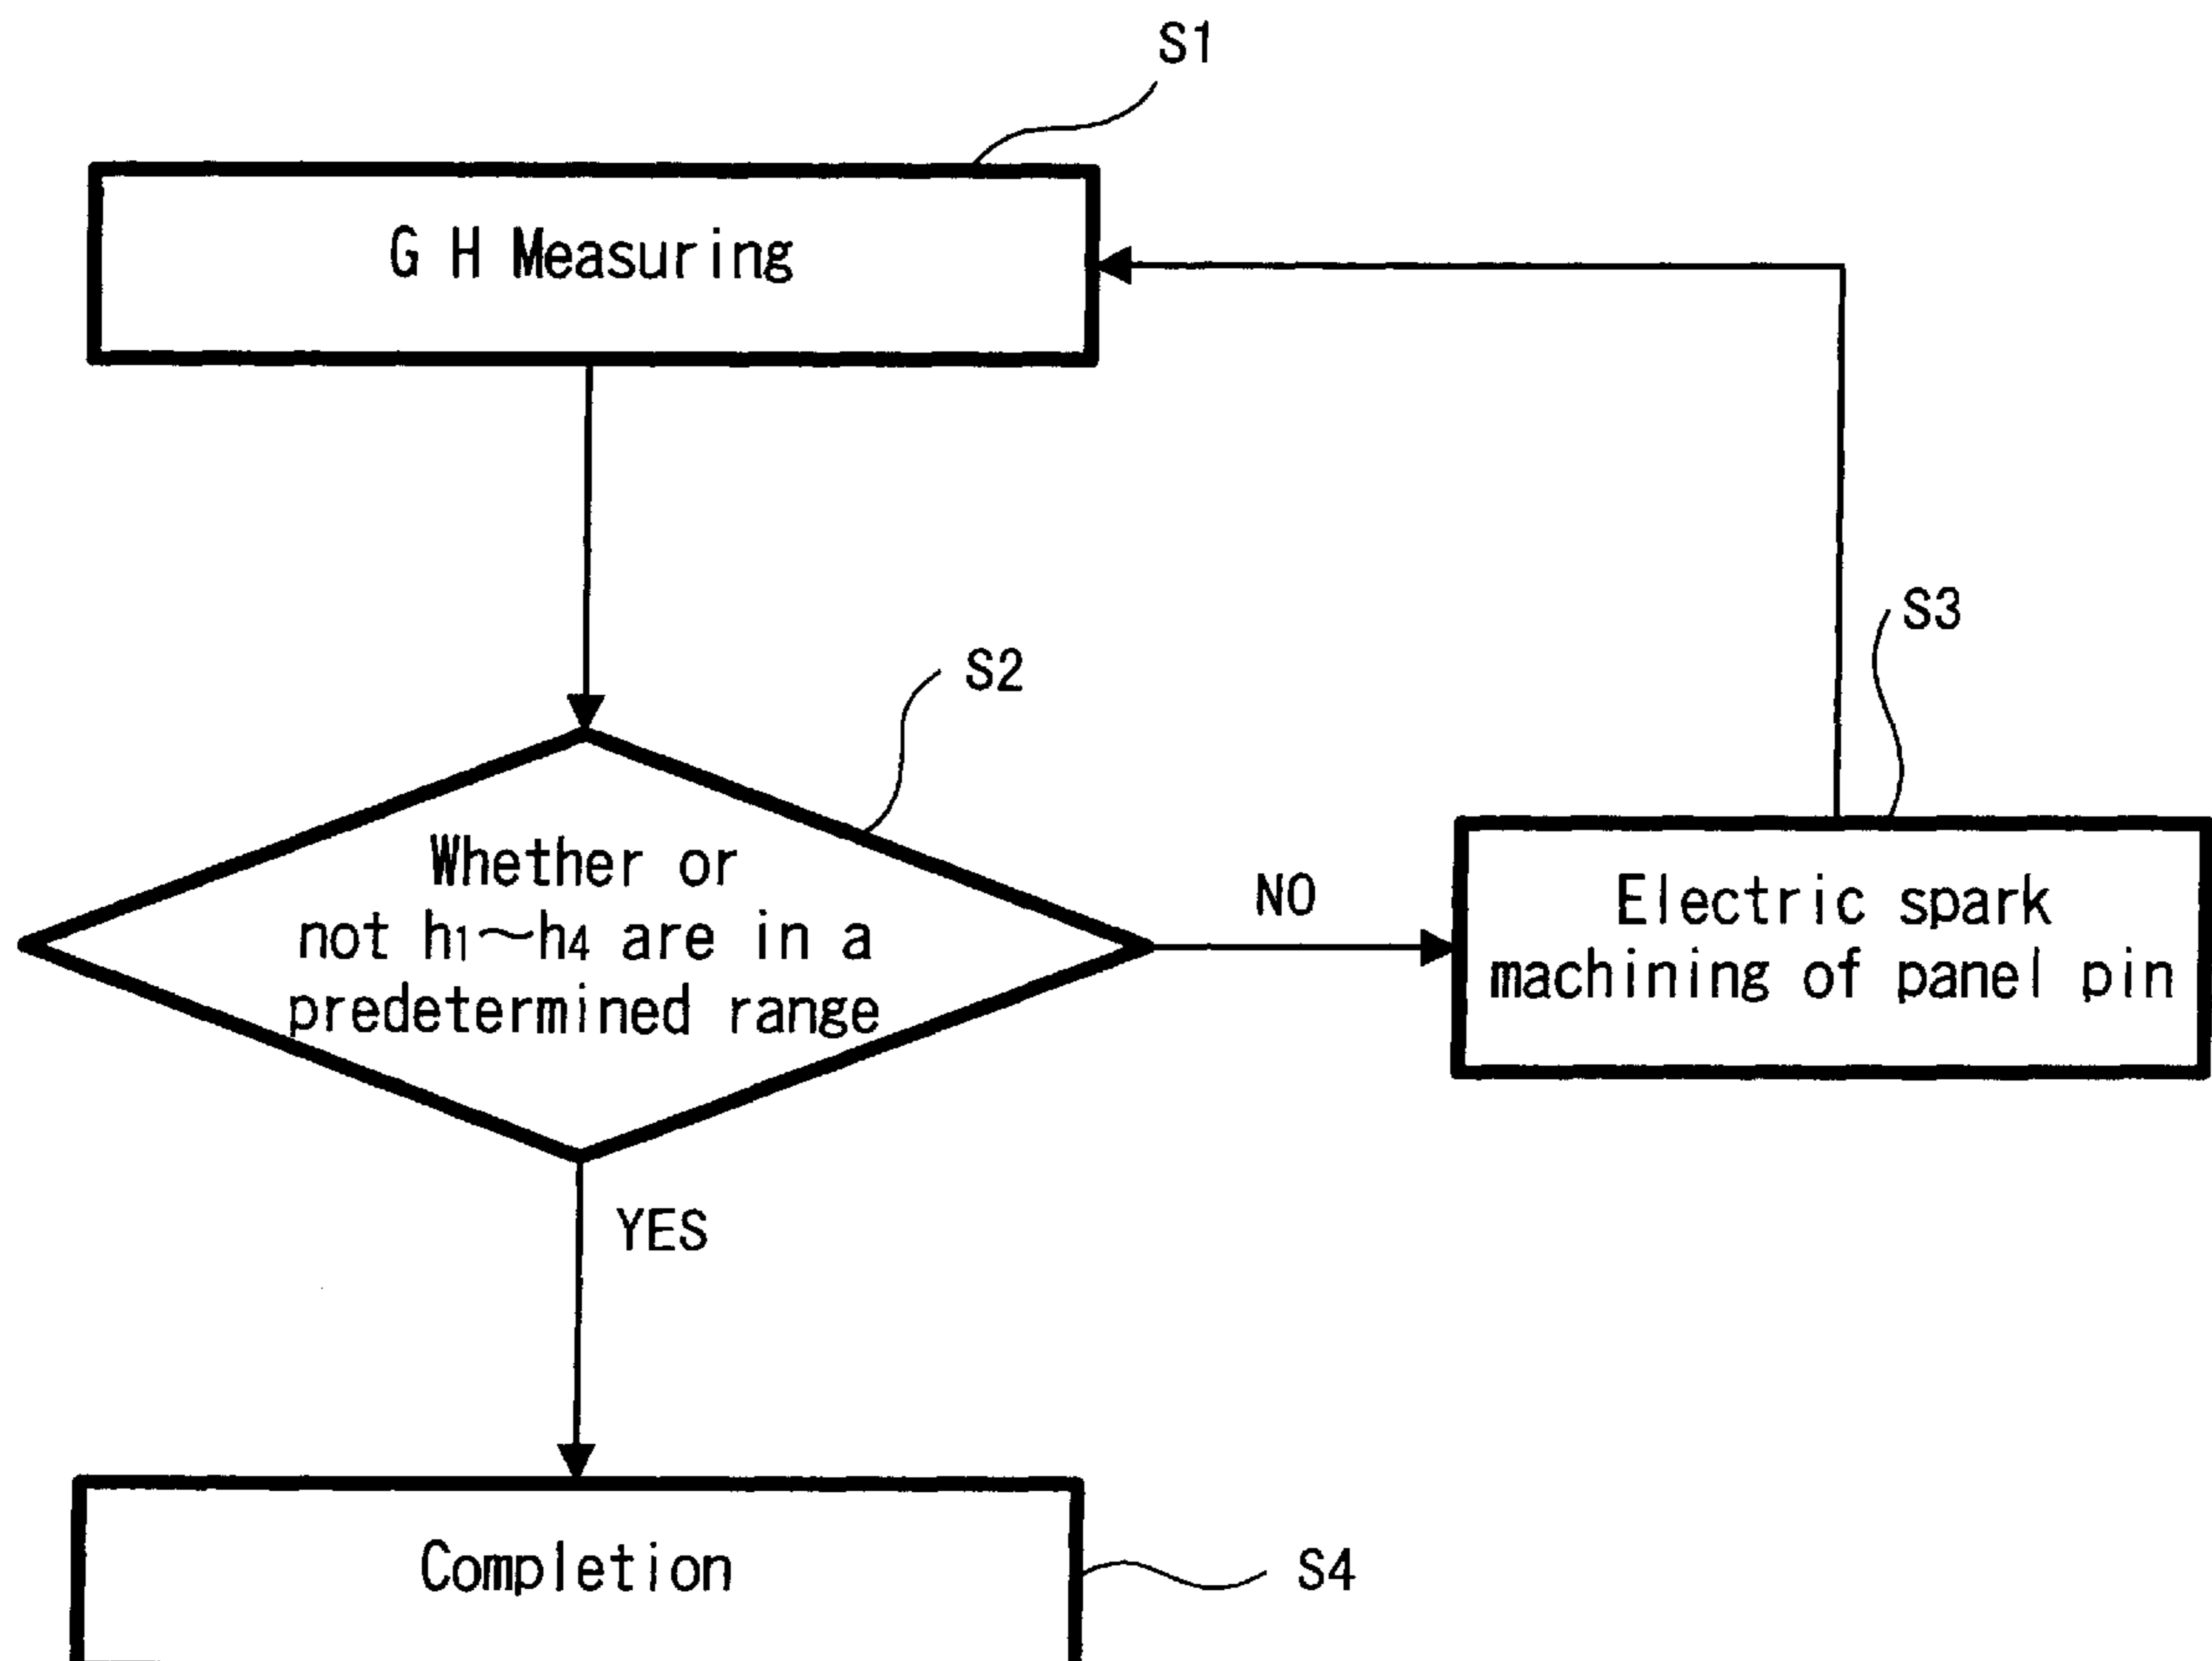 S1
G H Measuring
S3
S2
Whether or
not h1～h4 are in a
predetermined range
NO
Electric spark
machining of panel pin
YES
Completion
S4